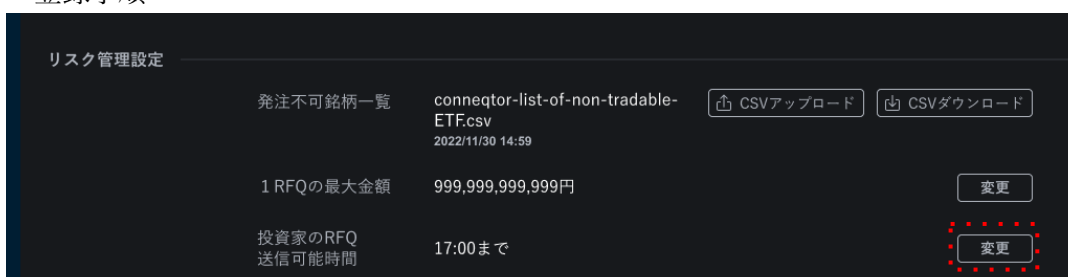 リスク管理設定
発注不可銘柄一覧 conneqtor-list-of-non-tradable-ETF.csv CSVアップロード CSVダウンロード
2022/11/30 14:59
1 RFQの最大金額 999,999,999,999円 変更
投資家のRFQ
送信可能時間 17:00まで 変更